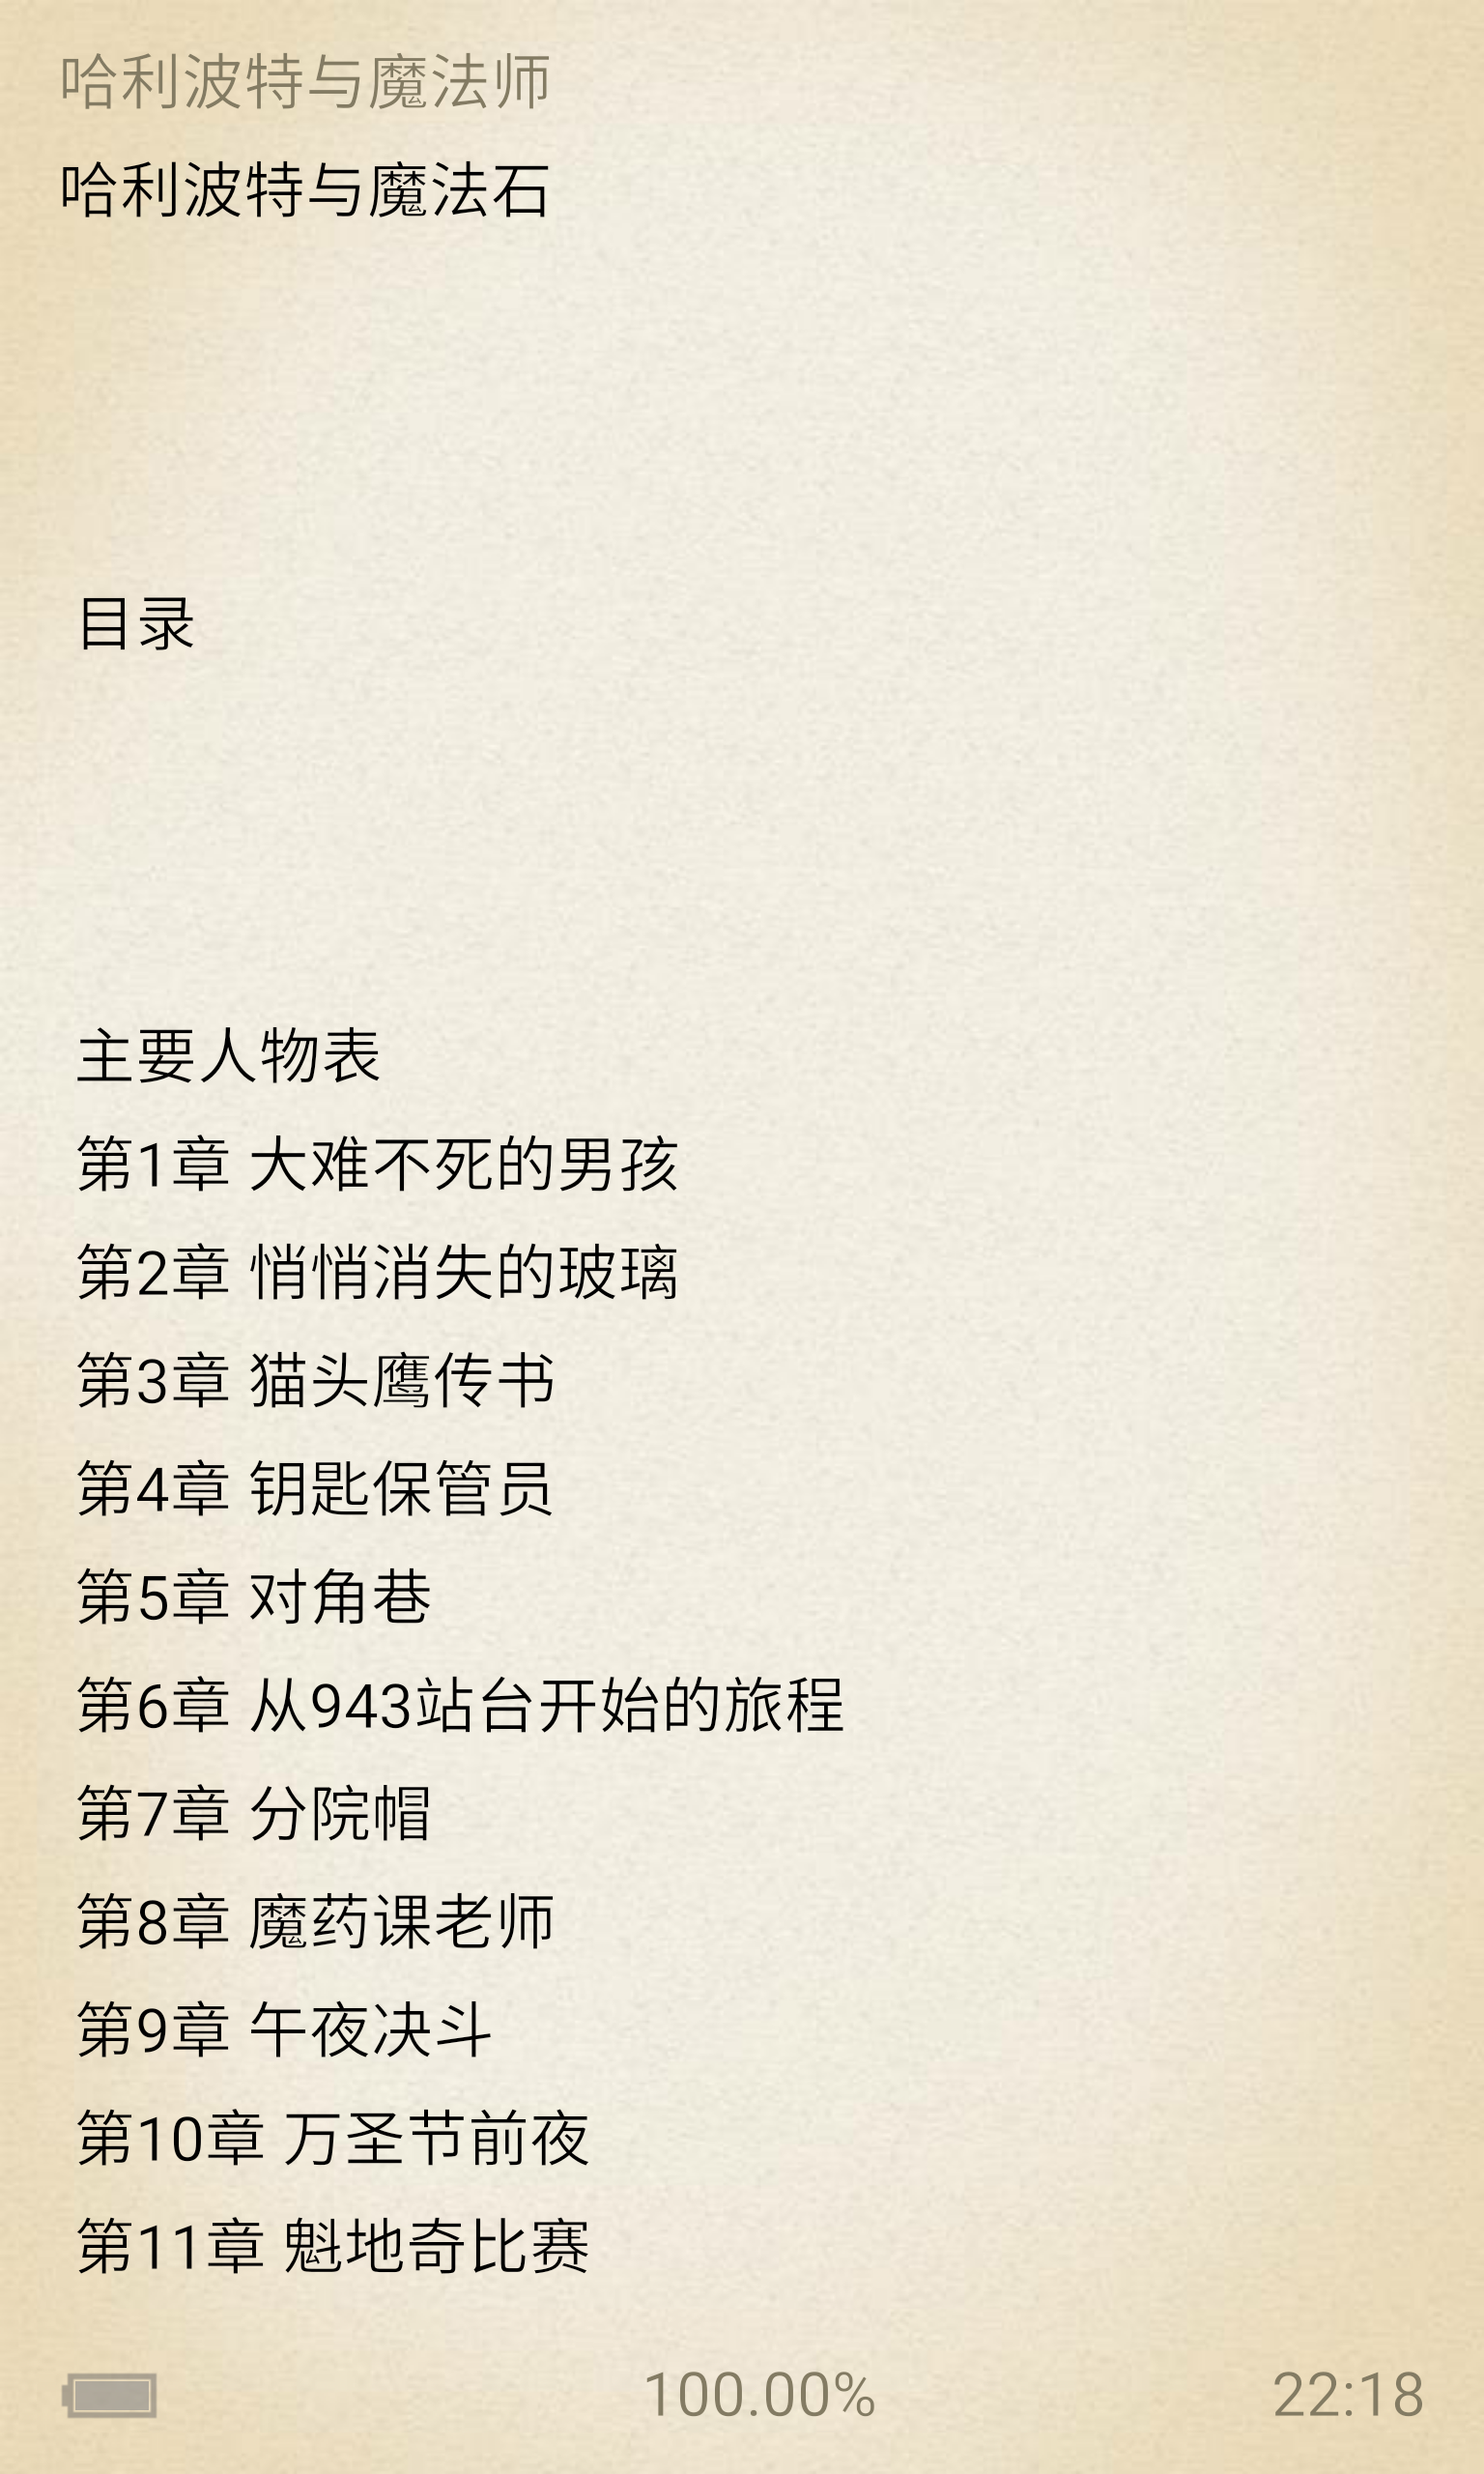 哈利波特与魔法师
哈利波特与魔法石
目录
主要人物表
第1章 大难不死的男孩
第2章 悄悄消失的玻璃
第3章 猫头鹰传书
第4章 钥匙保管员
第5章 对角巷
第6章 从943站台开始的旅程
第7章 分院帽
第8章 魔药课老师
第9章 午夜决斗
第10章 万圣节前夜
第11章 魁地奇比赛
100.00%
22:18